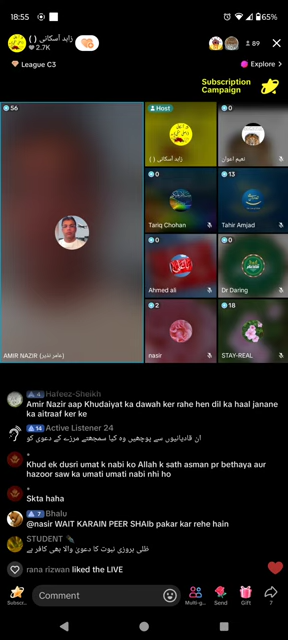 18:55
65%
زاہد آسکانی ( )
2.7K
89
League C3
Explore >
Subscription
Campaign
56
Host
زاہد آسکانی ( )
0
نعیم اعوان
0
Tariq Chohan
13
Tahir Amjad
0
Ahmed ali
0
Dr Daring
2
nasir
18
STAY-REAL
AMIR NAZIR (عامر نذیر)
4 Hafeez-Sheikh
Amir Nazir aap Khudaiyat ka dawah ker rahe hen dil ka haal janane
ka aitraaf ker ke
14 Active Listener 24
ان قادیانیوں سے پوچھیں وہ کیا سمجھتے مرزے کے دعوی کو
Khud ek dusri umat k nabi ko Allah k sath asman pr bethaya aur
hazoor saw ka umati umati nabi nhi ho
Skta haha
7 Bhalu
@nasir WAIT KARAIN PEER SHAIb pakar kar rehe hain
STUDENT
ظلی بروزی نبوت کا دعویٰ والا بھی کافر ہے
rana rizwan liked the LIVE
Subscr...
Comment
Multi-g...
Send
Gift
7